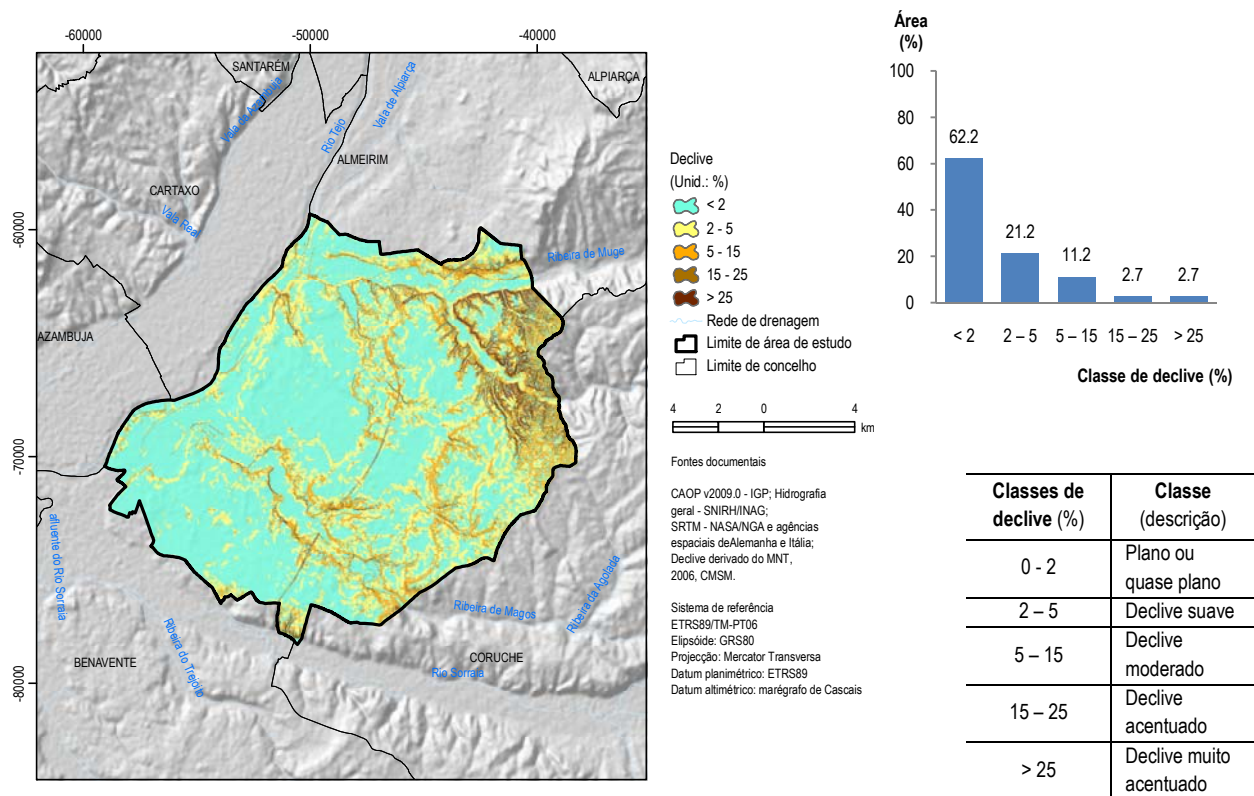 -60000
-50000
-40000
-60000
-70000
-80000
SANTARÉM
ALPIARÇA
Vala da Azambuja
Rio Tejo
Vala de Alpiarça
ALMEIRIM
CARTAXO
Vala Real
Ribeira de Muge
AZAMBUJA
afluente do Rio Sorraia
Ribeira de Magos
Ribeira da Agolada
BENAVENTE
Ribeira do Trejoito
CORUCHE
Rio Sorraia
Declive
(Unid.: %)
< 2
2 - 5
5 - 15
15 - 25
> 25
Rede de drenagem
Limite de área de estudo
Limite de concelho
4 2 0 4
km
Fontes documentais
CAOP v2009.0 - IGP; Hidrografia
geral - SNIRH/INAG;
SRTM - NASA/NGA e agências
espaciais deAlemanha e Itália;
Declive derivado do MNT,
2006, CMSM.
Sistema de referência
ETRS89/TM-PT06
Elipsóide: GRS80
Projecção: Mercator Transversa
Datum planimétrico: ETRS89
Datum altimétrico: marégrafo de Cascais
Área
(%)
100
80
60
40
20
0
62.2
21.2
11.2
2.7
2.7
< 2 2 – 5 5 – 15 15 – 25 > 25
Classe de declive (%)
Classes de
declive (%)
Classe
(descrição)
0 - 2
Plano ou
quase plano
2 – 5
Declive suave
5 – 15
Declive
moderado
15 – 25
Declive
acentuado
> 25
Declive muito
acentuado